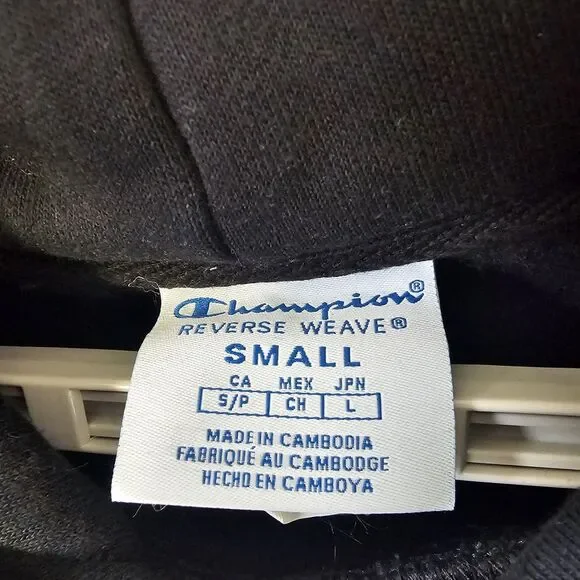 Champion®
REVERSE WEAVE®
SMALL
CA MEX JPN
S/P CH L
MADE IN CAMBODIA
FABRIQUÉ AU CAMBODGE
HECHO EN CAMBOYA